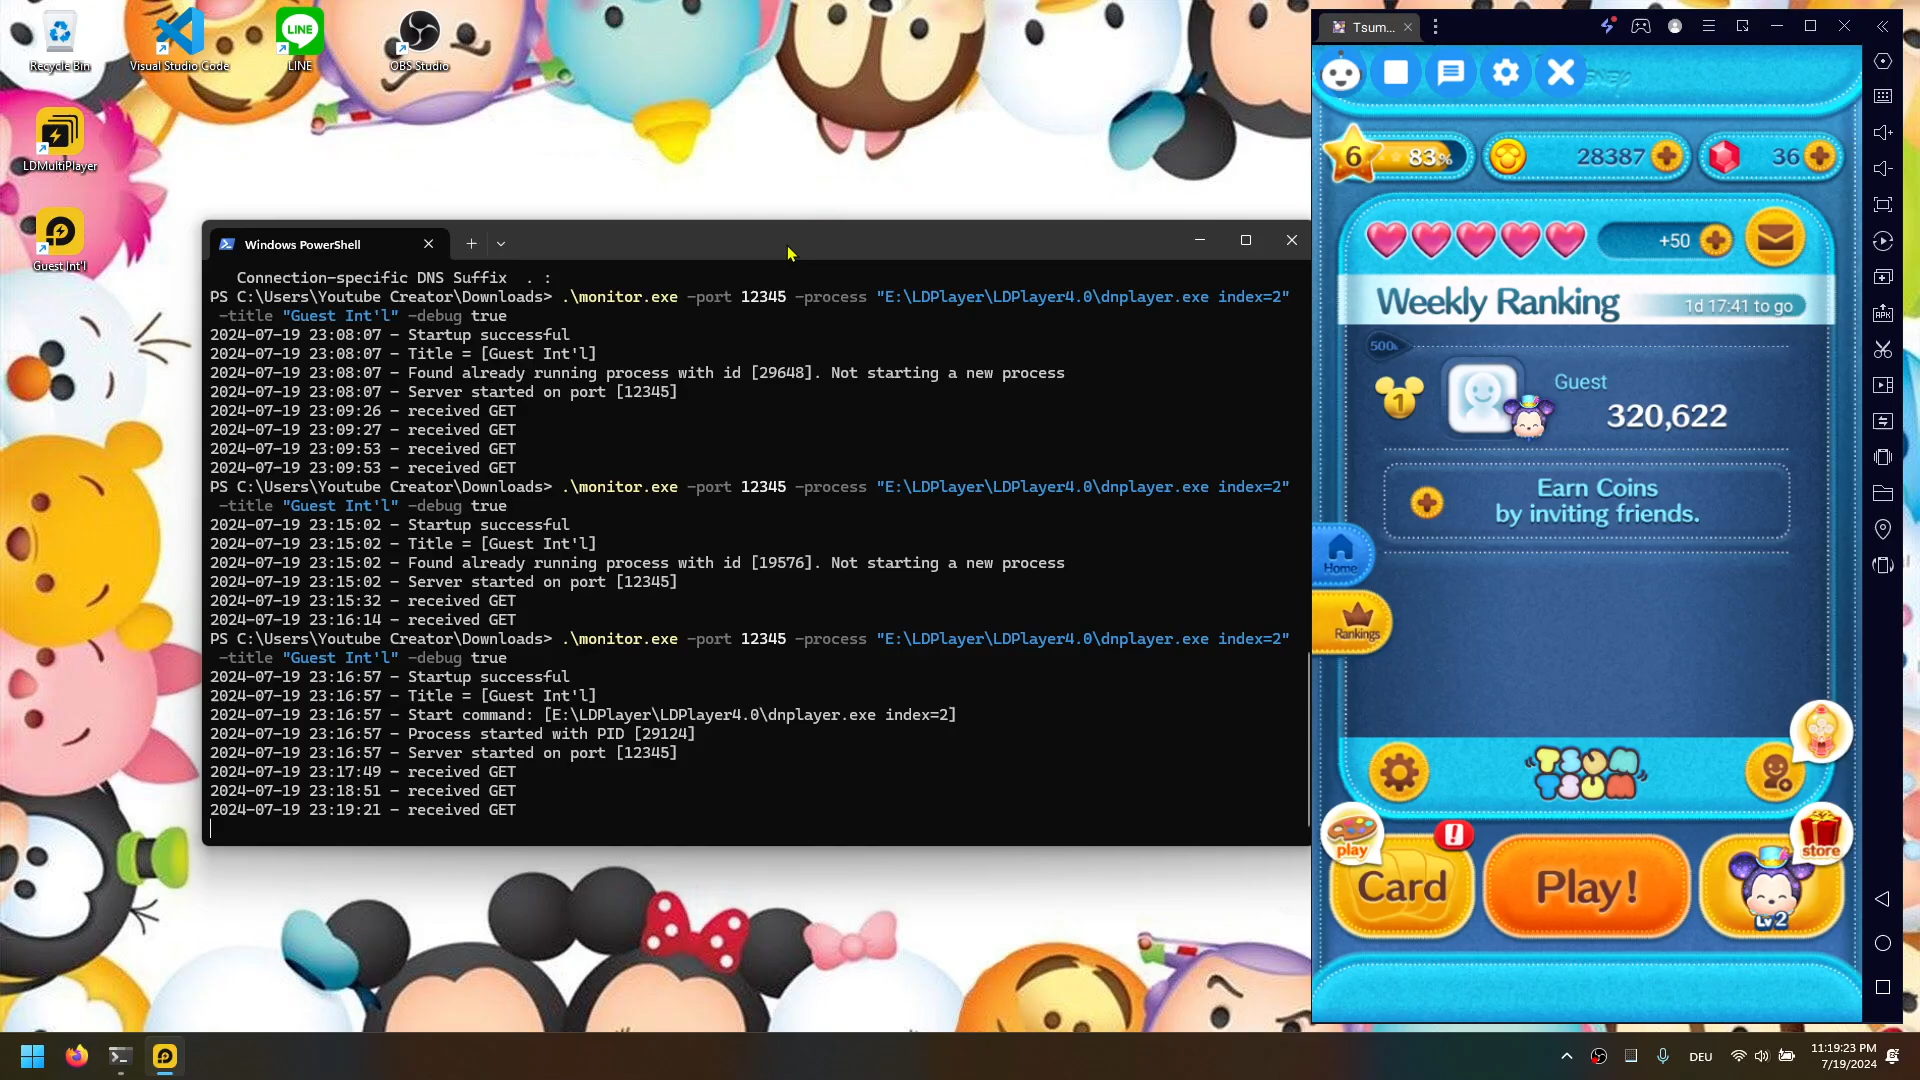 Recycle Bin
Visual Studio Code
LINE
LINE
OBS Studio
LDMultiPlayer
Guest Int'l
Windows PowerShell
Connection-specific DNS Suffix  . :
PS C:\Users\Youtube Creator\Downloads> .\monitor.exe -port 12345 -process "E:\LDPlayer\LDPlayer4.0\dnplayer.exe index=2"
-title "Guest Int'l" -debug true
2024-07-19 23:08:07 - Startup successful
2024-07-19 23:08:07 - Title = [Guest Int'l]
2024-07-19 23:08:07 - Found already running process with id [29648]. Not starting a new process
2024-07-19 23:08:07 - Server started on port [12345]
2024-07-19 23:09:26 - received GET
2024-07-19 23:09:27 - received GET
2024-07-19 23:09:53 - received GET
2024-07-19 23:09:53 - received GET
PS C:\Users\Youtube Creator\Downloads> .\monitor.exe -port 12345 -process "E:\LDPlayer\LDPlayer4.0\dnplayer.exe index=2"
-title "Guest Int'l" -debug true
2024-07-19 23:15:02 - Startup successful
2024-07-19 23:15:02 - Title = [Guest Int'l]
2024-07-19 23:15:02 - Found already running process with id [19576]. Not starting a new process
2024-07-19 23:15:02 - Server started on port [12345]
2024-07-19 23:15:32 - received GET
2024-07-19 23:16:14 - received GET
PS C:\Users\Youtube Creator\Downloads> .\monitor.exe -port 12345 -process "E:\LDPlayer\LDPlayer4.0\dnplayer.exe index=2"
-title "Guest Int'l" -debug true
2024-07-19 23:16:57 - Startup successful
2024-07-19 23:16:57 - Title = [Guest Int'l]
2024-07-19 23:16:57 - Start command: [E:\LDPlayer\LDPlayer4.0\dnplayer.exe index=2]
2024-07-19 23:16:57 - Process started with PID [29124]
2024-07-19 23:16:57 - Server started on port [12345]
2024-07-19 23:17:49 - received GET
2024-07-19 23:18:51 - received GET
2024-07-19 23:19:21 - received GET
Tsum...
6
83%
28387
36
+50
Weekly Ranking
1d 17:41 to go
500k
1
Guest
320,622
Earn Coins
by inviting friends.
Home
Rankings
APK
TSUM
TSUM
play
Card
!
Play!
store
Lv 2
DEU
11:19:23 PM
7/19/2024